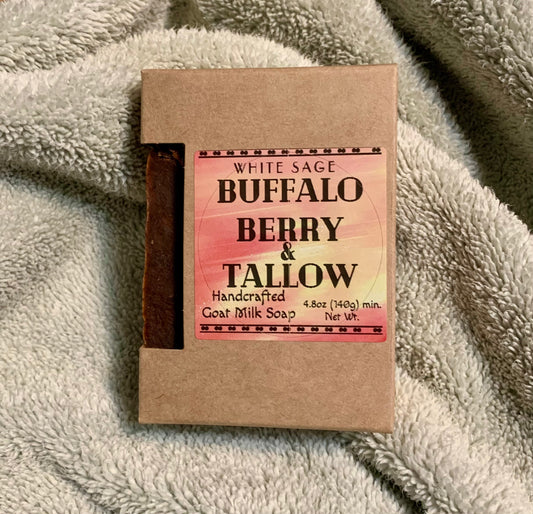 WHITE SAGE
BUFFALO
BERRY
&
TALLOW
Handcrafted
Goat Milk Soap
4.8oz (140g) min.
Net Wt.